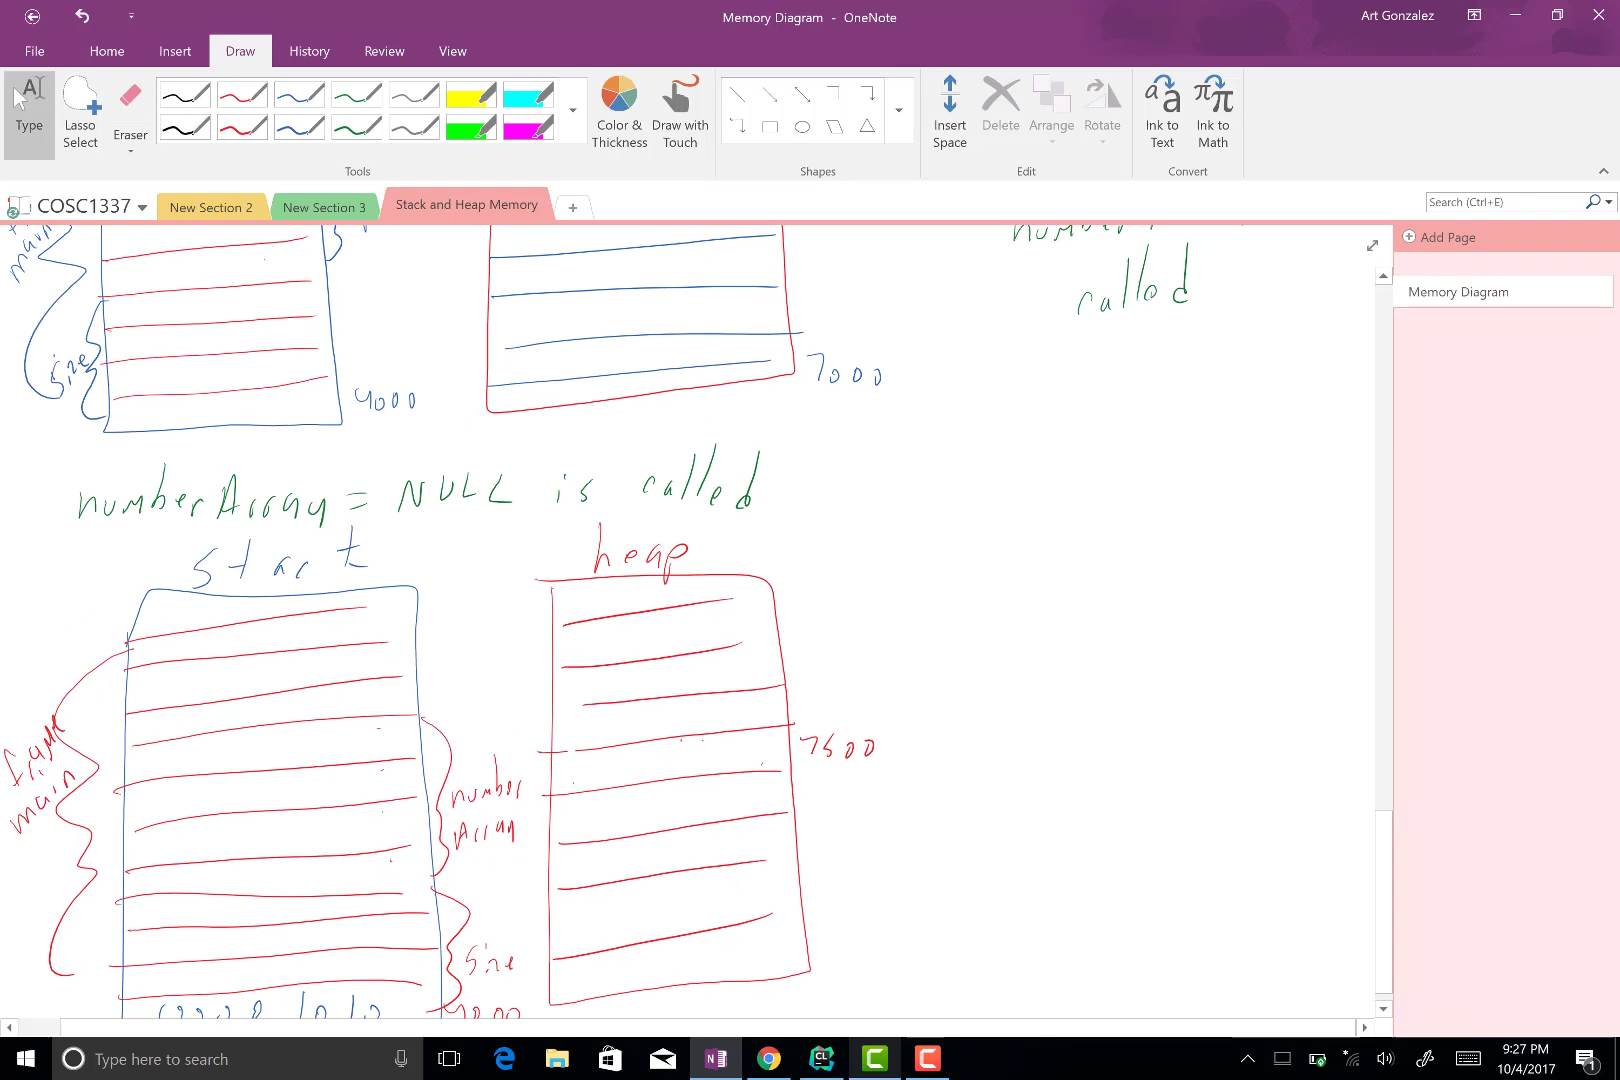 Memory Diagram - OneNote
Art Gonzalez
File
Home
Insert
Draw
History
Review
View
Type
Lasso Select
Eraser
Color & Thickness
Draw with Touch
Insert Space
Delete
Arrange
Rotate
Ink to Text
Ink to Math
Tools
Shapes
Edit
Convert
COSC1337
New Section 2
New Section 3
Stack and Heap Memory
Search (Ctrl+E)
Add Page
Memory Diagram
main
called
size
4000
7000
numberArray = NULL is called
heap
main
number
Array
7500
size
4000
Type here to search
9:27 PM
10/4/2017